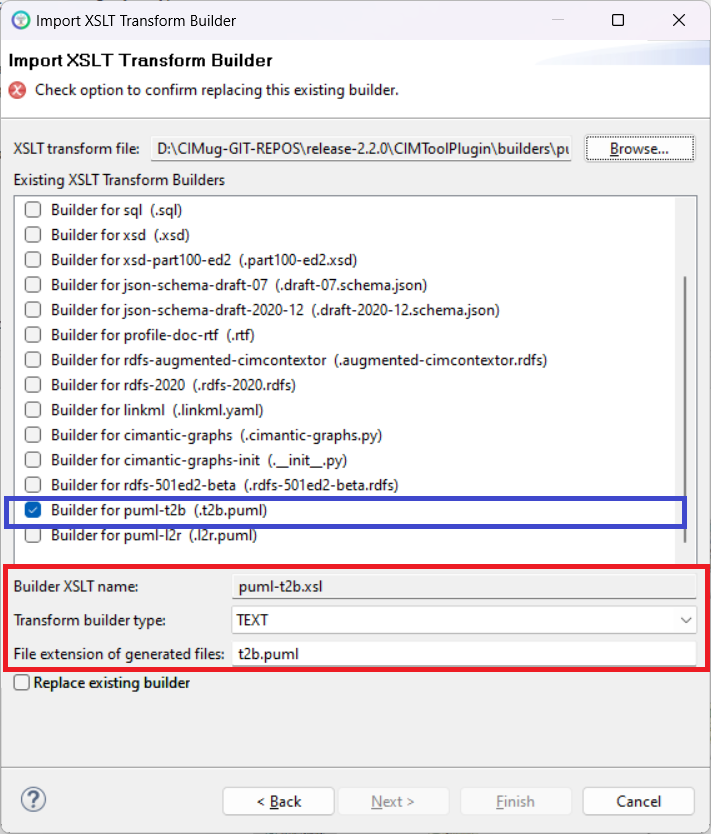 Import XSLT Transform Builder
Import XSLT Transform Builder
Check option to confirm replacing this existing builder.
XSLT transform file: D:\CIMug-GIT-REPOS\release-2.2.0\CIMToolPlugin\builders\pu Browse...
Existing XSLT Transform Builders
Builder for sql (.sql)
Builder for xsd (.xsd)
Builder for xsd-part100-ed2 (.part100-ed2.xsd)
Builder for json-schema-draft-07 (.draft-07.schema.json)
Builder for json-schema-draft-2020-12 (.draft-2020-12.schema.json)
Builder for profile-doc-rtf (.rtf)
Builder for rdfs-augmented-cimcontextor (.augmented-cimcontextor.rdfs)
Builder for rdfs-2020 (.rdfs-2020.rdfs)
Builder for linkml (.linkml.yaml)
Builder for cimantic-graphs (.cimantic-graphs.py)
Builder for cimantic-graphs-init (.__init__.py)
Builder for rdfs-501ed2-beta (.rdfs-501ed2-beta.rdfs)
Builder for puml-t2b (.t2b.puml)
Builder for puml-l2r (.l2r.puml)
Builder XSLT name: puml-t2b.xsl
Transform builder type: TEXT
File extension of generated files: t2b.puml
Replace existing builder
? < Back Next > Finish Cancel